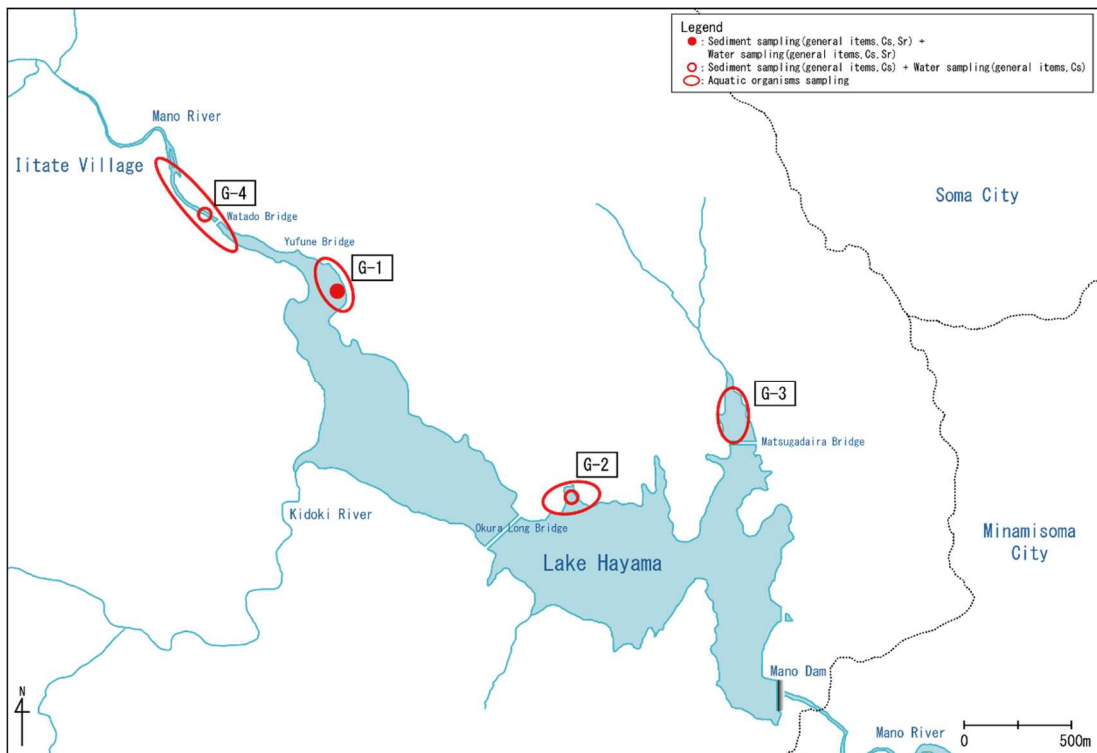 Legend
: Sediment sampling(general items,Cs,Sr) +
Water sampling(general items,Cs,Sr)
: Sediment sampling(general items,Cs) + Water sampling(general items,Cs)
: Aquatic organisms sampling
Mano River
Iitate Village
G-4
Watado Bridge
Yufune Bridge
G-1
Soma City
G-3
Matsugadaira Bridge
G-2
Kidoki River
Okura Long Bridge
Lake Hayama
Minamisoma
City
Mano Dam
Mano River
N
0
500m